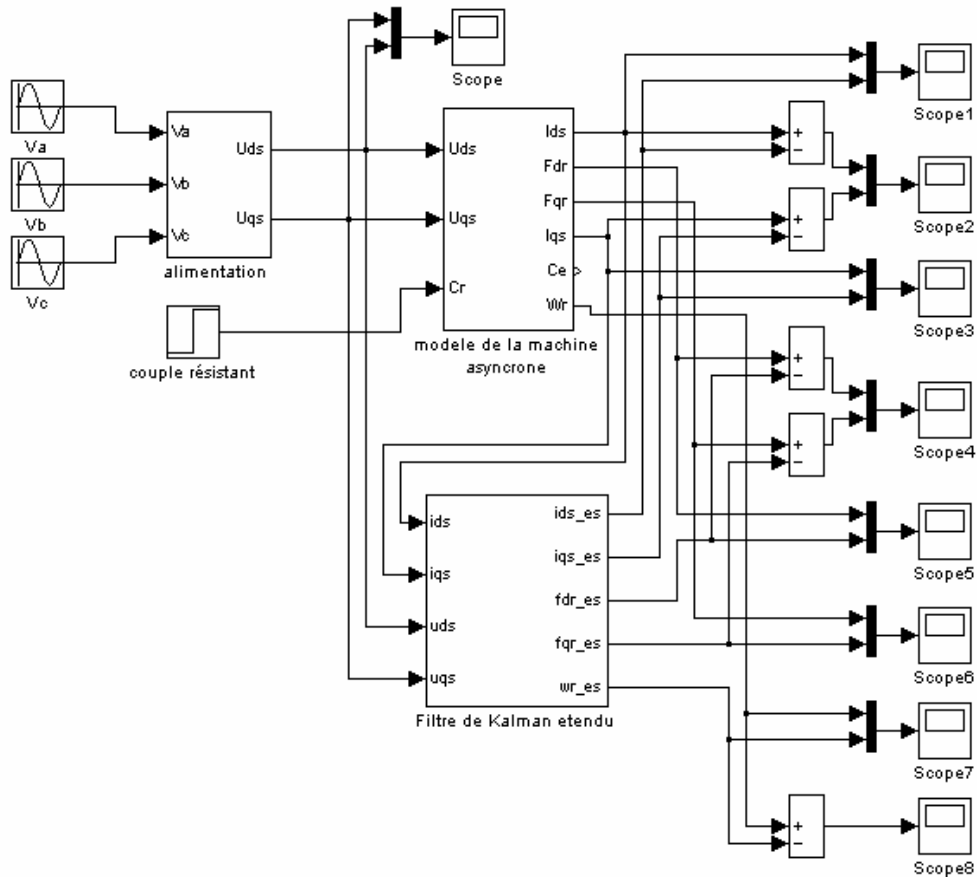 Scope
Va
Vb
Vc
Va
Vb
Vc
Uds
Uqs
alimentation
couple résistant
Uds
Uqs
Cr
Ids
Fdr
Fqr
Iqs
Ce
Wr
modele de la machine
asyncrone
ids
iqs
uds
uqs
ids_es
iqs_es
fdr_es
fqr_es
wr_es
Filtre de Kalman etendu
+
−
+
−
+
−
+
−
+
−
Scope1
Scope2
Scope3
Scope4
Scope5
Scope6
Scope7
Scope8